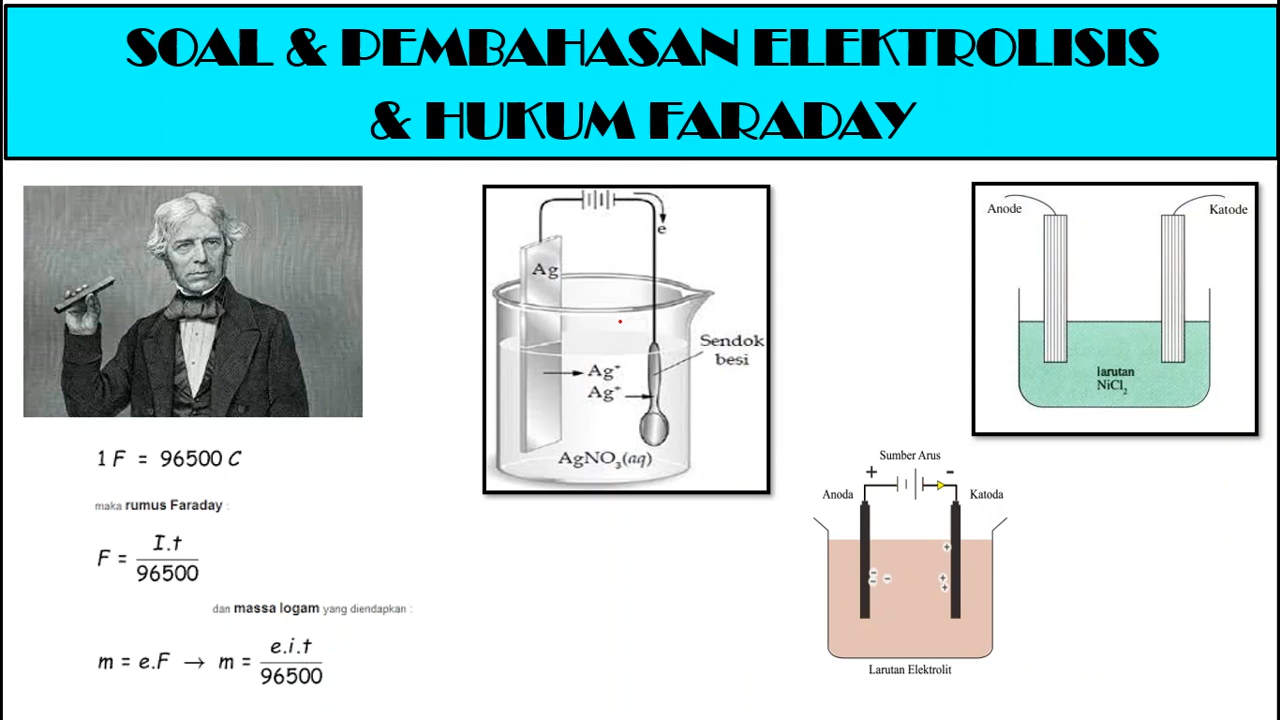 SOAL & PEMBAHASAN ELEKTROLISIS
& HUKUM FARADAY
1 F = 96500 C
maka rumus Faraday :
F = I.t / 96500
dan massa logam yang diendapkan :
m = e.F → m = e.i.t / 96500
e
Ag
Sendok
besi
Ag⁺
Ag⁺
AgNO₃(aq)
Anode
Katode
larutan
NiCl₂
Sumber Arus
+
-
Anoda
Katoda
+
-
-
-
+
+
Larutan Elektrolit